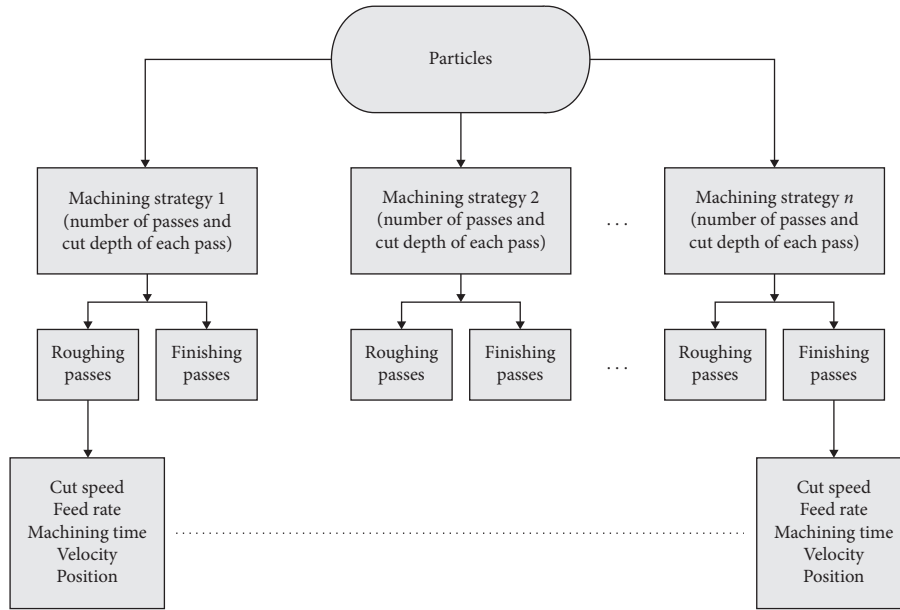 Particles
Machining strategy 1
(number of passes and
cut depth of each pass)
Machining strategy 2
(number of passes and
cut depth of each pass)
...
Machining strategy n
(number of passes and
cut depth of each pass)
Roughing
passes
Finishing
passes
Roughing
passes
Finishing
passes
...
Roughing
passes
Finishing
passes
Cut speed
Feed rate
Machining time
Velocity
Position
Cut speed
Feed rate
Machining time
Velocity
Position